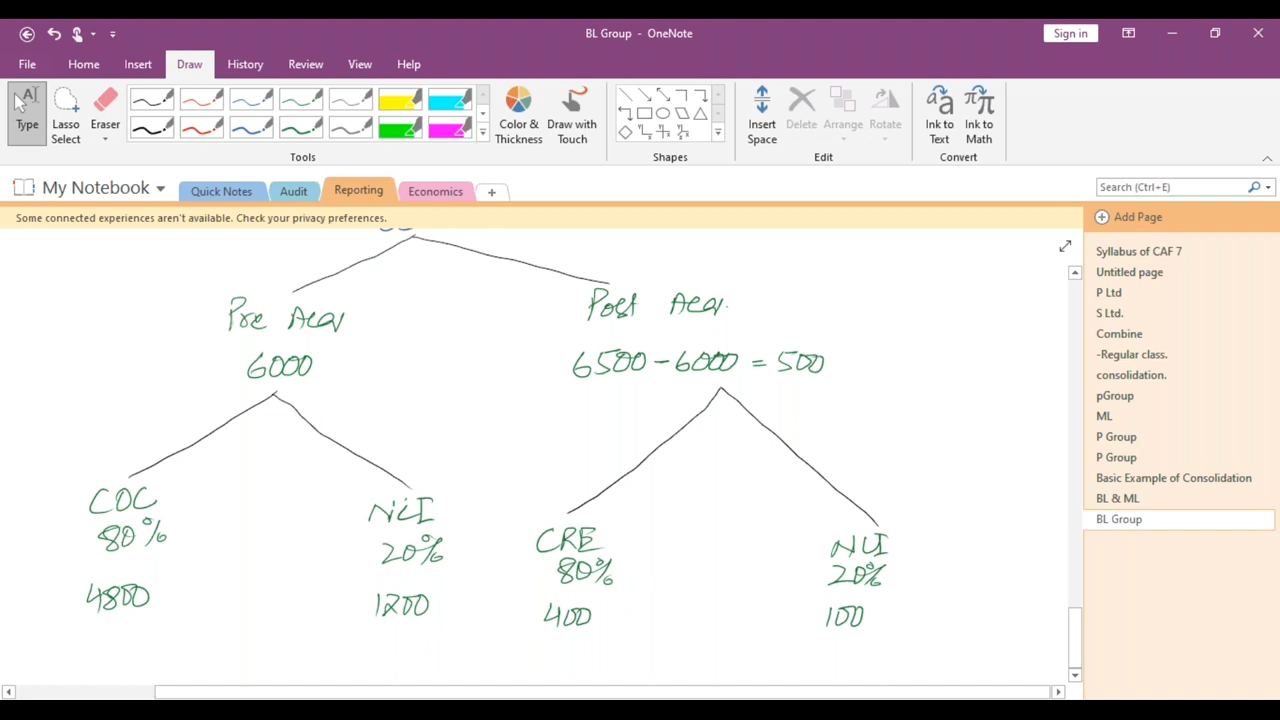 BL Group - OneNote
Sign in
File Home Insert Draw History Review View Help
Type
Lasso Select
Eraser
Color & Thickness
Draw with Touch
Insert Space
Delete
Arrange
Rotate
Ink to Text
Ink to Math
Tools
Shapes
Edit
Convert
My Notebook
Quick Notes
Audit
Reporting
Economics
Search (Ctrl+E)
Some connected experiences aren't available. Check your privacy preferences.
Add Page
Syllabus of CAF 7
Untitled page
P Ltd
S Ltd.
Combine
-Regular class.
consolidation.
pGroup
ML
P Group
P Group
Basic Example of Consolidation
BL & ML
BL Group
Pre Acqr
Post Acqr.
6000
6500 - 6000 = 500
COC
80%
4800
NCI
20%
1200
CRE
80%
400
NCI
20%
100